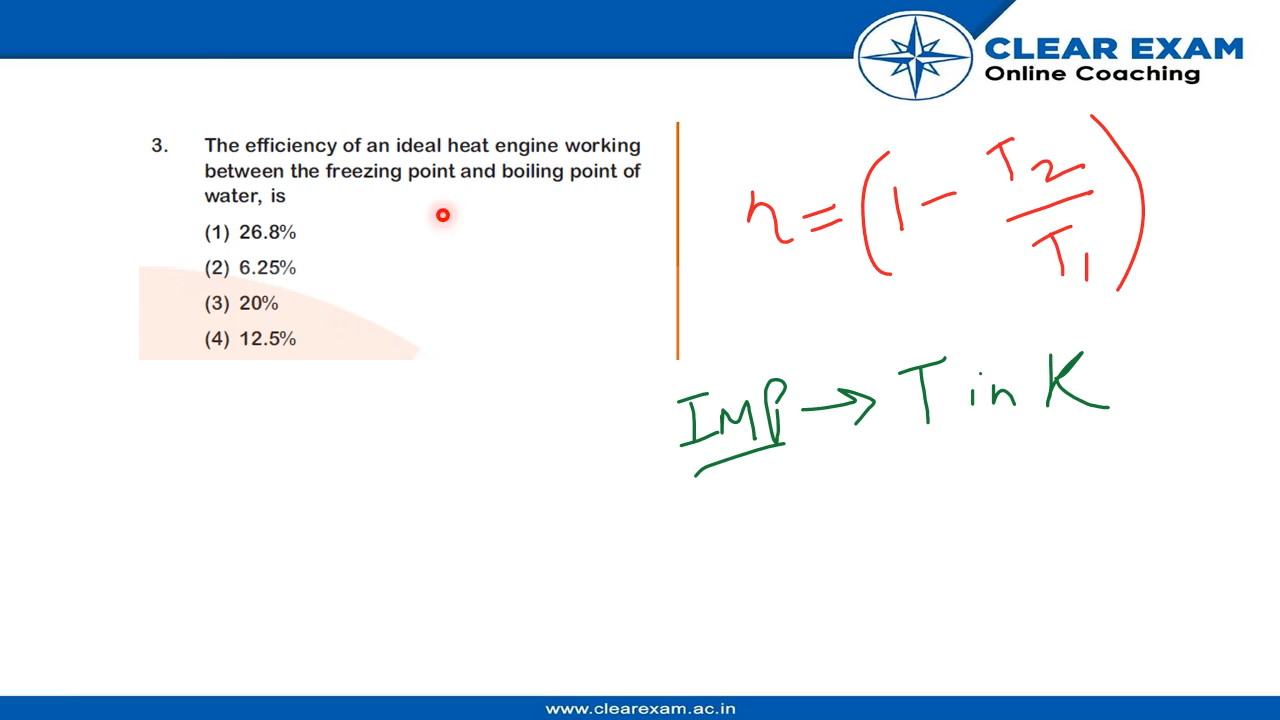 CLEAR EXAM
Online Coaching
3. The efficiency of an ideal heat engine working
between the freezing point and boiling point of
water, is
(1) 26.8%
(2) 6.25%
(3) 20%
(4) 12.5%
η = (1 - T2/T1)
IMP → T in K
www.clearexam.ac.in